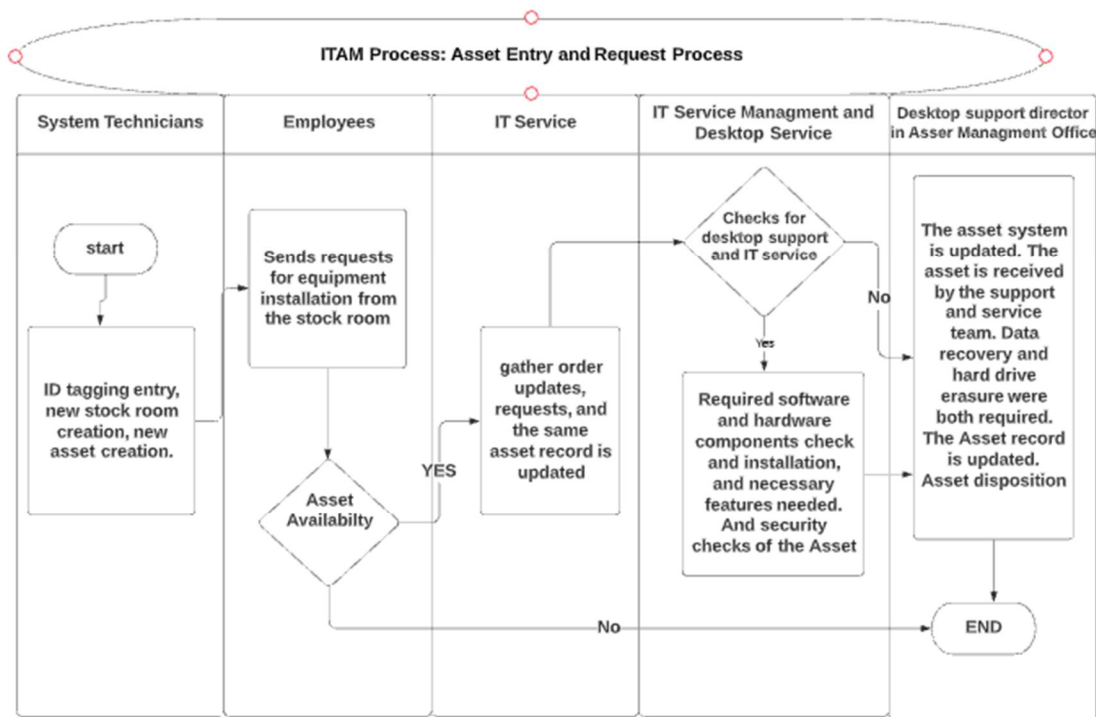 ITAM Process: Asset Entry and Request Process
System Technicians
Employees
IT Service
IT Service Managment and
Desktop Service
Desktop support director
in Asser Managment Office
start
ID tagging entry,
new stock room
creation, new
asset creation.
Sends requests
for equipment
installation from
the stock room
Asset
Availabilty
YES
No
gather order
updates,
requests, and
the same
asset record is
updated
Checks for
desktop support
and IT service
No
Yes
Required software
and hardware
components check
and installation,
and necessary
features needed.
And security
checks of the Asset
The asset system
is updated. The
asset is received
by the support
and service
team. Data
recovery and
hard drive
erasure were
both required.
The Asset record
is updated.
Asset disposition
END